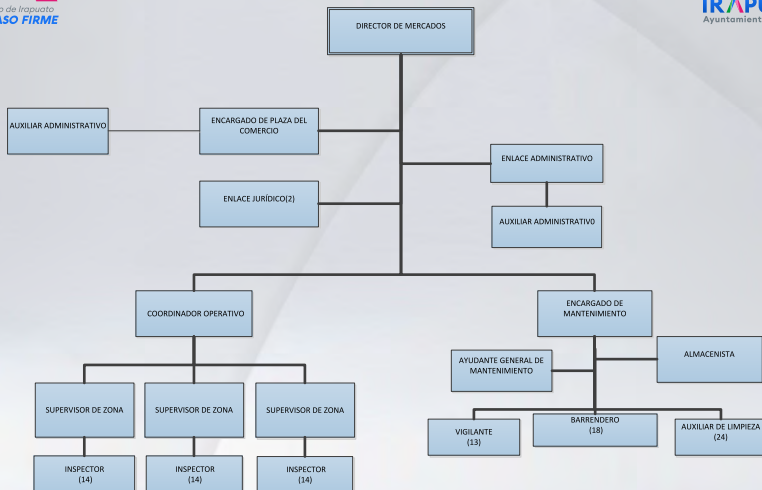 o de Irapuato
ASO FIRME
Ayuntamient
DIRECTOR DE MERCADOS
AUXILIAR ADMINISTRATIVO
ENCARGADO DE PLAZA DEL
COMERCIO
ENLACE ADMINISTRATIVO
ENLACE JURÍDICO(2)
AUXILIAR ADMINISTRATIV0
COORDINADOR OPERATIVO
ENCARGADO DE
MANTENIMIENTO
AYUDANTE GENERAL DE
MANTENIMIENTO
ALMACENISTA
SUPERVISOR DE ZONA
SUPERVISOR DE ZONA
SUPERVISOR DE ZONA
VIGILANTE
(13)
BARRENDERO
(18)
AUXILIAR DE LIMPIEZA
(24)
INSPECTOR
(14)
INSPECTOR
(14)
INSPECTOR
(14)